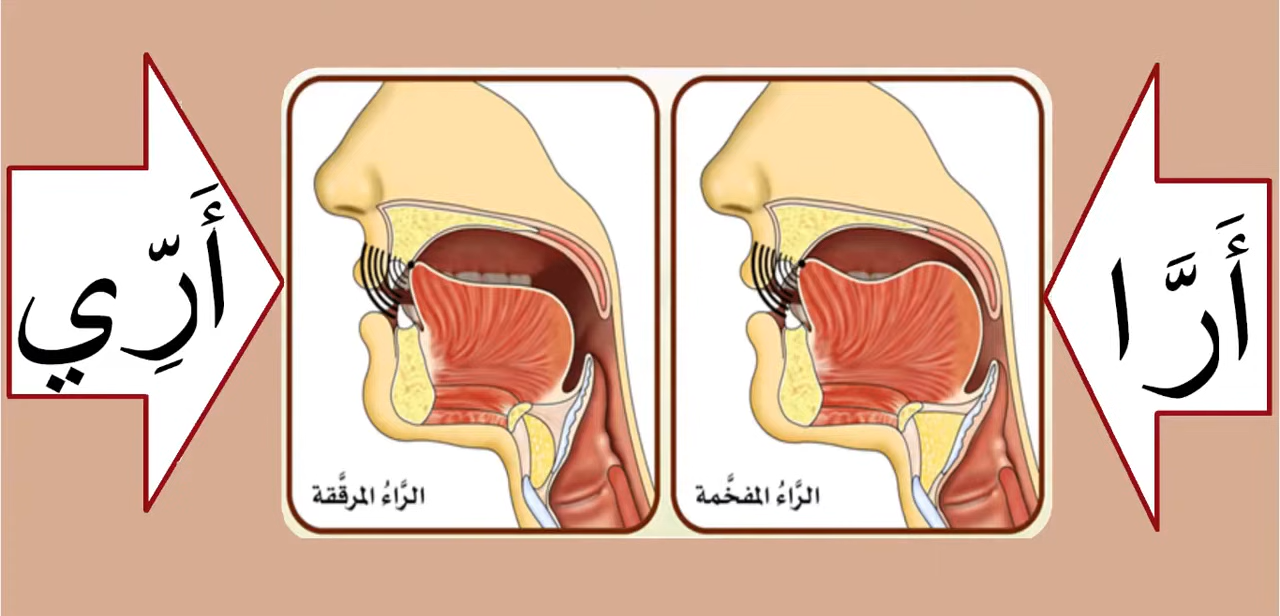 أَرَّا
الرَّاءُ المفخَّمة
الرَّاءُ المرقَّقة
أَرِّي